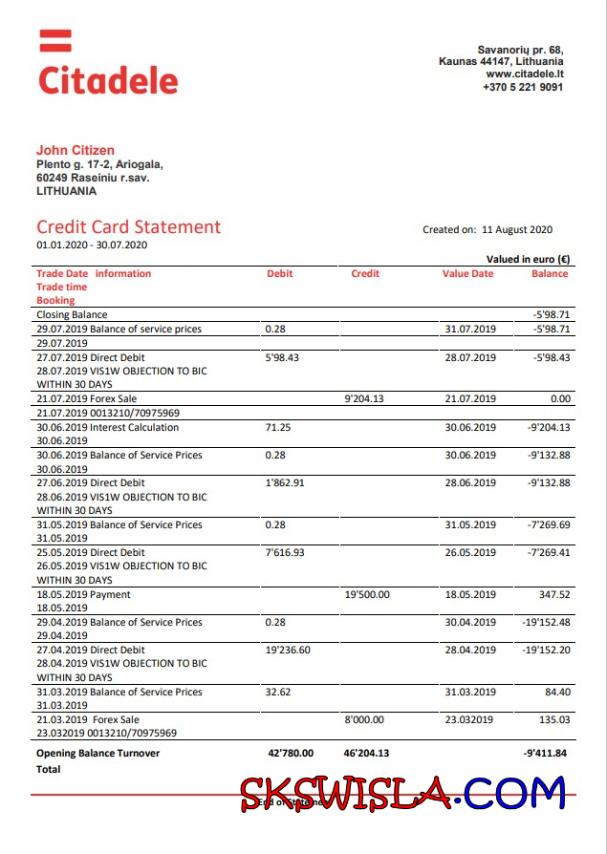 Citadele
Savanorių pr. 68,
Kaunas 44147, Lithuania
www.citadele.lt
+370 5 221 9091
John Citizen
Plento g. 17-2, Ariogala,
60249 Raseiniu r.sav.
LITHUANIA
Credit Card Statement
Created on: 11 August 2020
01.01.2020 - 30.07.2020
Valued in euro (€)
Trade Date information Debit Credit Value Date Balance
Trade time
Booking
Closing Balance -5'98.71
29.07.2019 Balance of service prices 0.28 31.07.2019 -5'98.71
29.07.2019
27.07.2019 Direct Debit 5'98.43 28.07.2019 -5'98.43
28.07.2019 VIS1W OBJECTION TO BIC
WITHIN 30 DAYS
21.07.2019 Forex Sale 9'204.13 21.07.2019 0.00
21.07.2019 0013210/70975969
30.06.2019 Interest Calculation 71.25 30.06.2019 -9'204.13
30.06.2019
30.06.2019 Balance of Service Prices 0.28 30.06.2019 -9'132.88
30.06.2019
27.06.2019 Direct Debit 1'862.91 28.06.2019 -9'132.88
28.06.2019 VIS1W OBJECTION TO BIC
WITHIN 30 DAYS
31.05.2019 Balance of Service Prices 0.28 31.05.2019 -7'269.69
31.05.2019
25.05.2019 Direct Debit 7'616.93 26.05.2019 -7'269.41
26.05.2019 VIS1W OBJECTION TO BIC
WITHIN 30 DAYS
18.05.2019 Payment 19'500.00 18.05.2019 347.52
18.05.2019
29.04.2019 Balance of Service Prices 0.28 30.04.2019 -19'152.48
29.04.2019
27.04.2019 Direct Debit 19'236.60 28.04.2019 -19'152.20
28.04.2019 VIS1W OBJECTION TO BIC
WITHIN 30 DAYS
31.03.2019 Balance of Service Prices 32.62 31.03.2019 84.40
31.03.2019
21.03.2019 Forex Sale 8'000.00 23.032019 135.03
23.032019 0013210/70975969
Opening Balance Turnover 42'780.00 46'204.13 -9'411.84
Total
SKSWISLA.COM